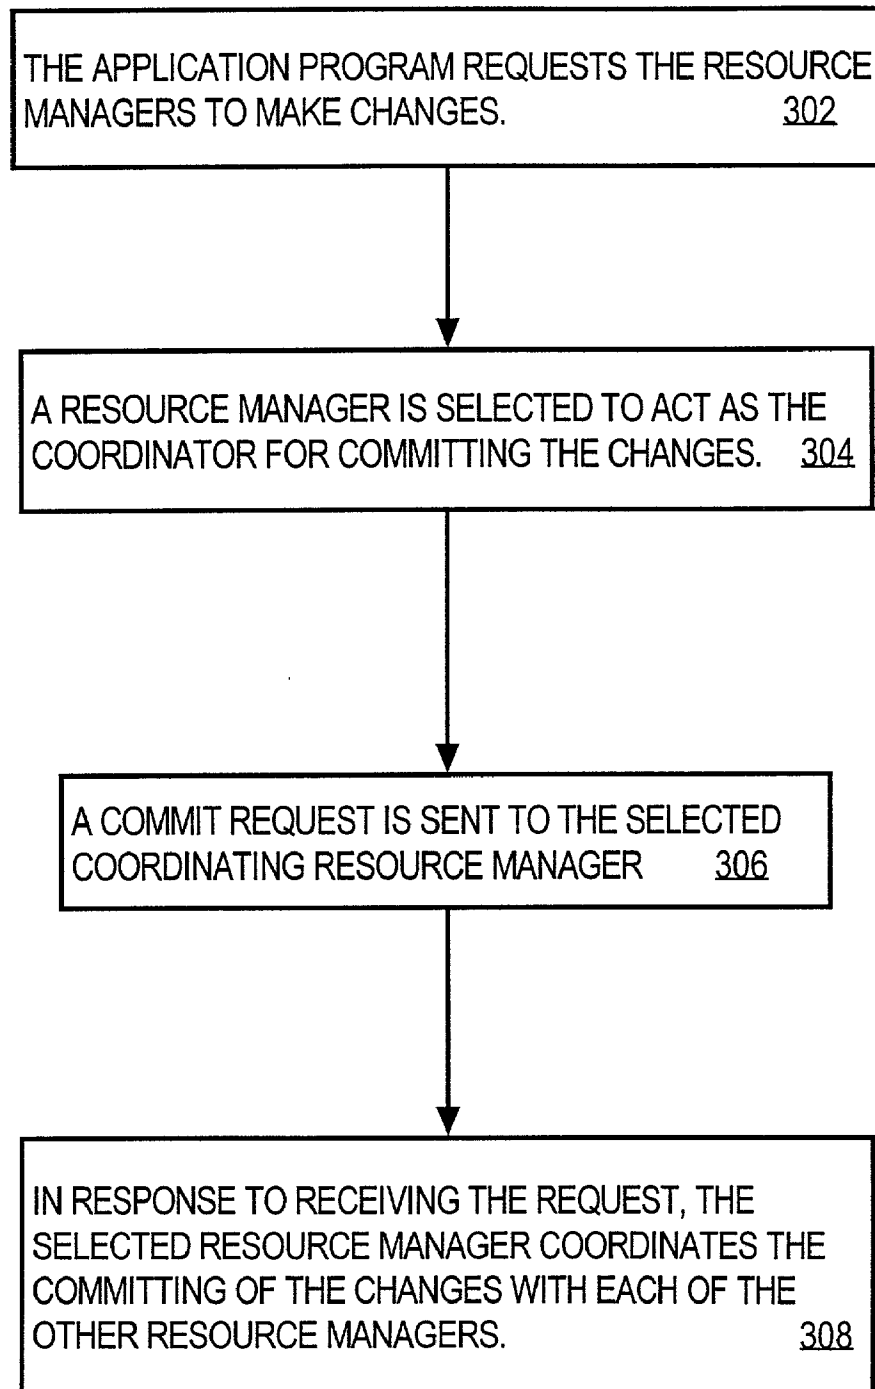 THE APPLICATION PROGRAM REQUESTS THE RESOURCE
MANAGERS TO MAKE CHANGES. 302
A RESOURCE MANAGER IS SELECTED TO ACT AS THE
COORDINATOR FOR COMMITTING THE CHANGES. 304
A COMMIT REQUEST IS SENT TO THE SELECTED
COORDINATING RESOURCE MANAGER 306
IN RESPONSE TO RECEIVING THE REQUEST, THE
SELECTED RESOURCE MANAGER COORDINATES THE
COMMITTING OF THE CHANGES WITH EACH OF THE
OTHER RESOURCE MANAGERS. 308